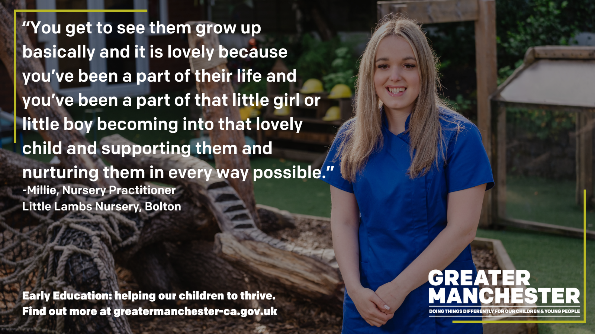 “You get to see them grow up
basically and it is lovely because
you’ve been a part of their life and
you’ve been a part of that little girl or
little boy becoming into that lovely
child and supporting them and
nurturing them in every way possible.”
-Millie, Nursery Practitioner
Little Lambs Nursery, Bolton
Early Education: helping our children to thrive.
Find out more at greatermanchester-ca.gov.uk
GREATER
MANCHESTER
DOING THINGS DIFFERENTLY FOR OUR CHILDREN & YOUNG PEOPLE